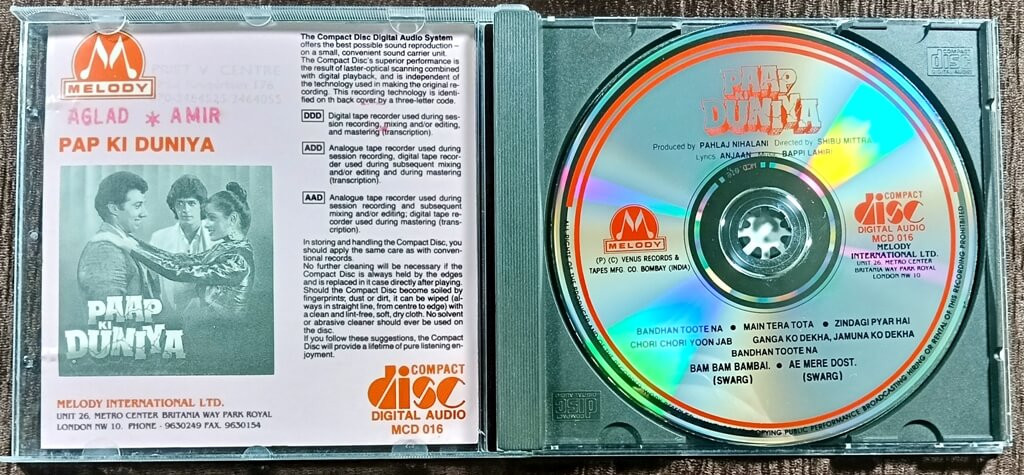 MELODY
AGLAD * AMIR
PAP KI DUNIYA
PAAP
KI
DUNIYA
MELODY INTERNATIONAL LTD.
UNIT 26, METRO CENTER BRITANIA WAY PARK ROYAL
LONDON NW 10. PHONE - 9630249 FAX. 9630154
The Compact Disc Digital Audio System
offers the best possible sound reproduction –
on a small, convenient sound carrier unit.
The Compact Disc's superior performance is
the result of laster-optical scanning combined
with digital playback, and is independent of
the technology used in making the original re-
cording. This recording technology is identi-
fied on th back cover by a three-letter code.
DDD Digital tape recorder used during ses-
sion recording, mixing and/or editing,
and mastering (transcription).
ADD Analogue tape recorder used during
session recording, digital tape recor-
der used during subsequent mixing
and/or editing and during mastering
(transcription).
AAD Analogue tape recorder used during
session recording and subsequent
mixing and/or editing; digital tape re-
corder used during mastering (trans-
cription).
In storing and handling the Compact Disc, you
should apply the same care as with conven-
tional records.
No further cleaning will be necessary if the
Compact Disc is always held by the edges
and is replaced in it case directly after playing.
Should the Compact Disc become soiled by
fingerprints; dust or dirt, it can be wiped (al-
ways in straight line, from centre to edge) with
a clean and lint-free, soft, dry cloth. No solvent
or abrasive cleaner should ever be used on
the disc.
If you follow these suggestions, the Compact
Disc will provide a lifetime of pure listening en-
joyment.
COMPACT
disc
DIGITAL AUDIO
MCD 016
PAAP
KI
DUNIYA
Produced by PAHLAJ NIHALANI Directed by SHIBU MITTRA
Lyrics ANJAAN Music BAPPI LAHIRI
MCD 016
MELODY
(P) (C) VENUS RECORDS &
TAPES MFG. CO. BOMBAY (INDIA)
COMPACT
disc
DIGITAL AUDIO
MCD 016
MELODY
INTERNATIONAL LTD.
UNIT 26, METRO CENTER
BRITANIA WAY PARK ROYAL
LONDON NW 10
BANDHAN TOOTE NA • MAIN TERA TOTA • ZINDAGI PYAR HAI
CHORI CHORI YOON JAB GANGA KO DEKHA, JAMUNA KO DEKHA
BANDHAN TOOTE NA
BAM BAM BAMBAI. • AE MERE DOST.
(SWARG) (SWARG)
COPYING PUBLIC PERFORMANCE BROADCASTING HIRING OR RENTAL OF THIS RECORDING PROHIBITED
COMPACT
disc
DIGITAL AUDIO
disc